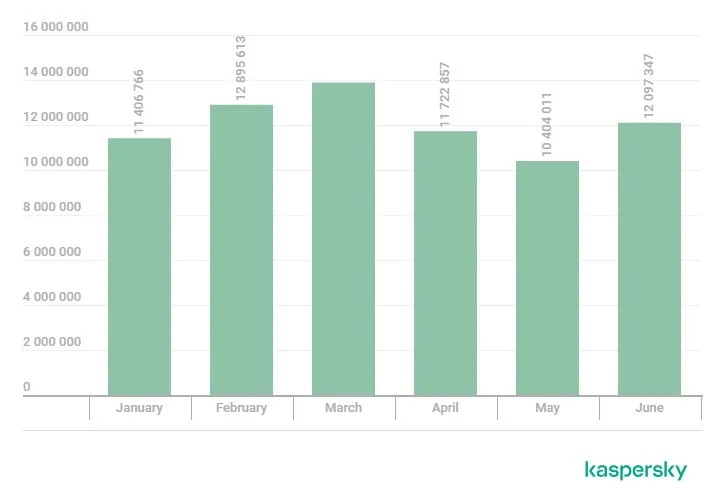 16 000 000
14 000 000
12 000 000
10 000 000
8 000 000
6 000 000
4 000 000
2 000 000
0
11 406 766
12 895 613
11 722 857
10 404 011
12 097 347
January
February
March
April
May
June
kaspersky